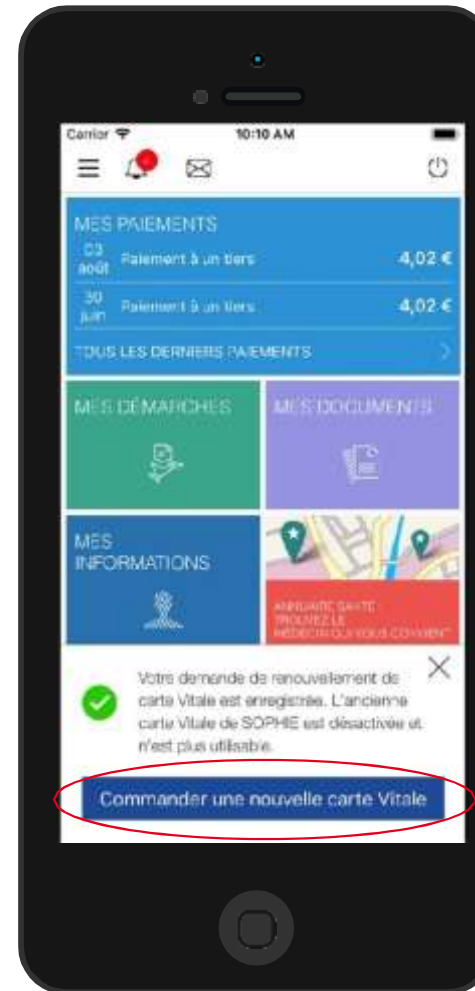 Carrier 10:10 AM
MES PAIEMENTS
03 août Paiement à un tiers 4,02 €
30 juin Paiement à un tiers 4,02 €
TOUS LES DERNIERS PAIEMENTS
MES DÉMARCHES
MES DOCUMENTS
MES
INFORMATIONS
ANNUAIRE SANTÉ
TROUVEZ LE
MÉDECIN QUI VOUS CONVIENT
Votre demande de renouvellement de
carte Vitale est enregistrée. L'ancienne
carte Vitale de SOPHIE est désactivée et
n'est plus utilisable.
Commander une nouvelle carte Vitale